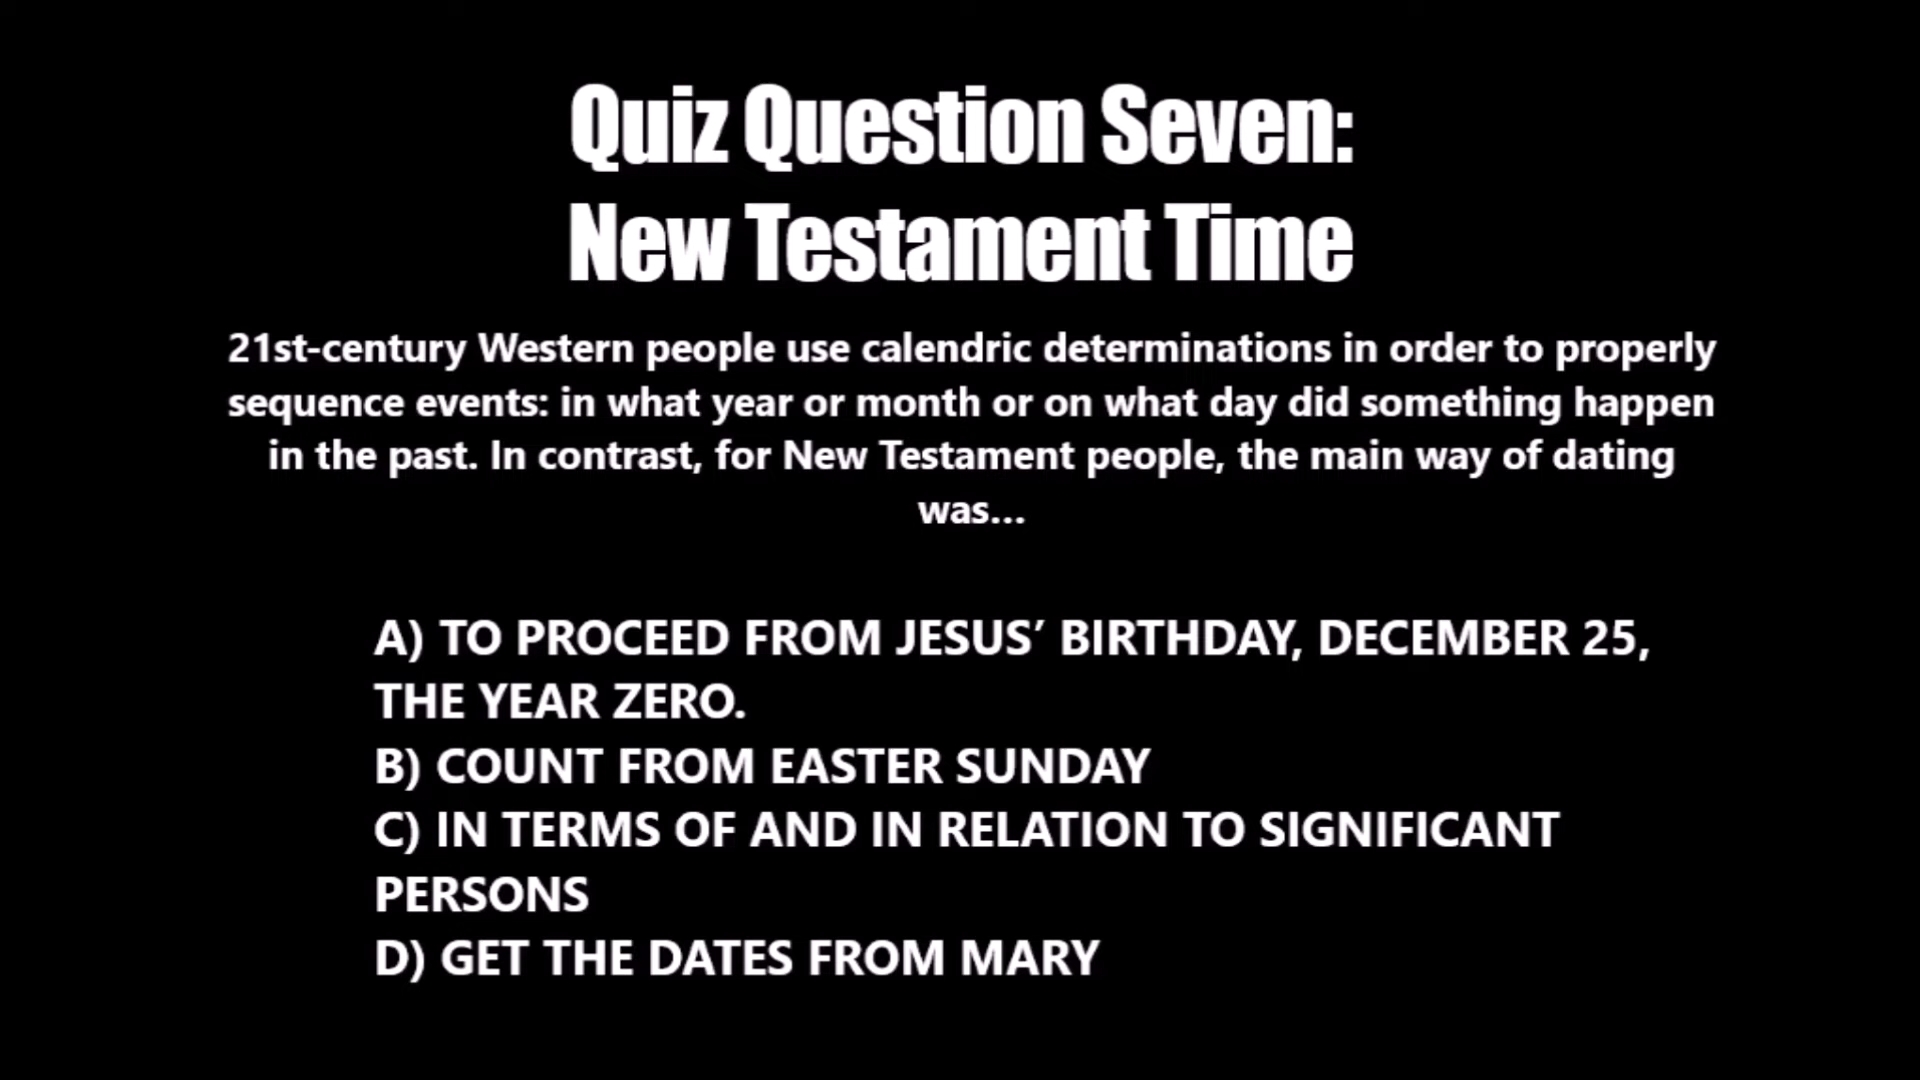 Quiz Question Seven:
New Testament Time
21st-century Western people use calendric determinations in order to properly
sequence events: in what year or month or on what day did something happen
in the past. In contrast, for New Testament people, the main way of dating
was...
A) TO PROCEED FROM JESUS’ BIRTHDAY, DECEMBER 25,
THE YEAR ZERO.
B) COUNT FROM EASTER SUNDAY
C) IN TERMS OF AND IN RELATION TO SIGNIFICANT
PERSONS
D) GET THE DATES FROM MARY